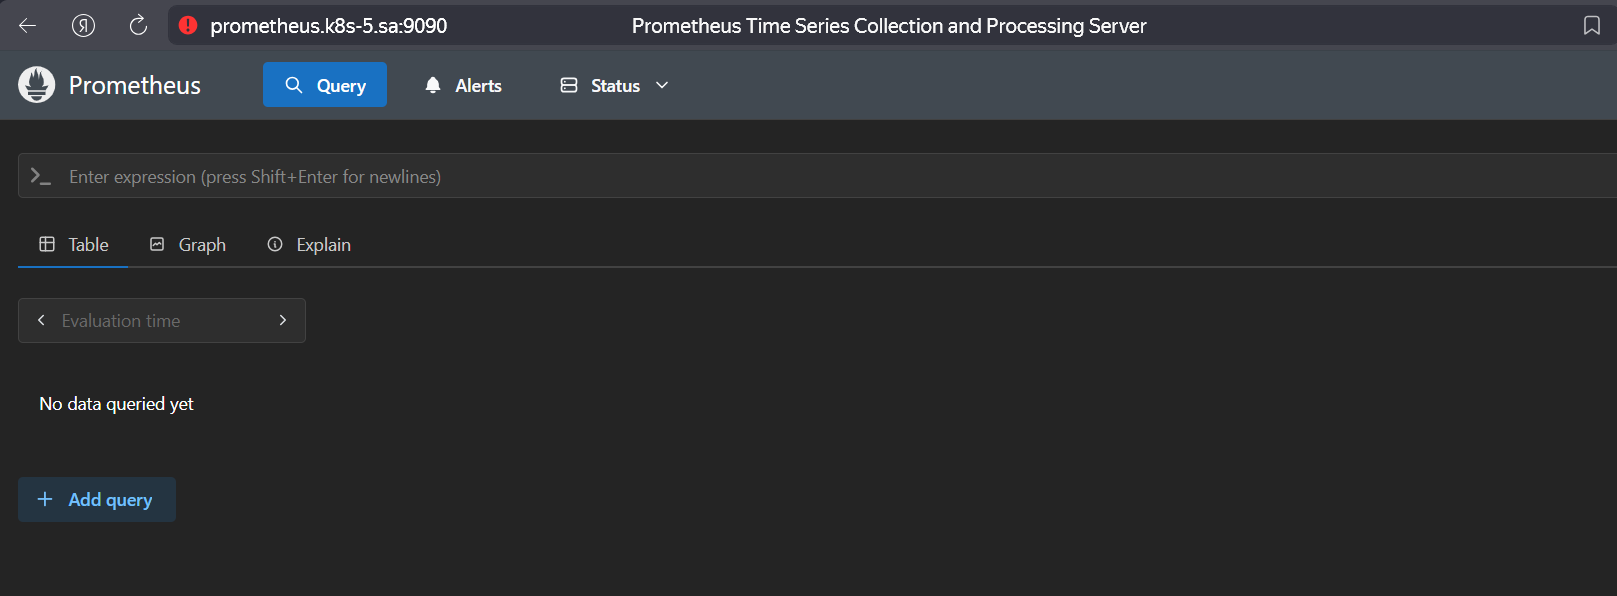 Я prometheus.k8s-5.sa:9090 Prometheus Time Series Collection and Processing Server
Prometheus Query Alerts Status
Enter expression (press Shift+Enter for newlines)
Table Graph Explain
Evaluation time
No data queried yet
+ Add query